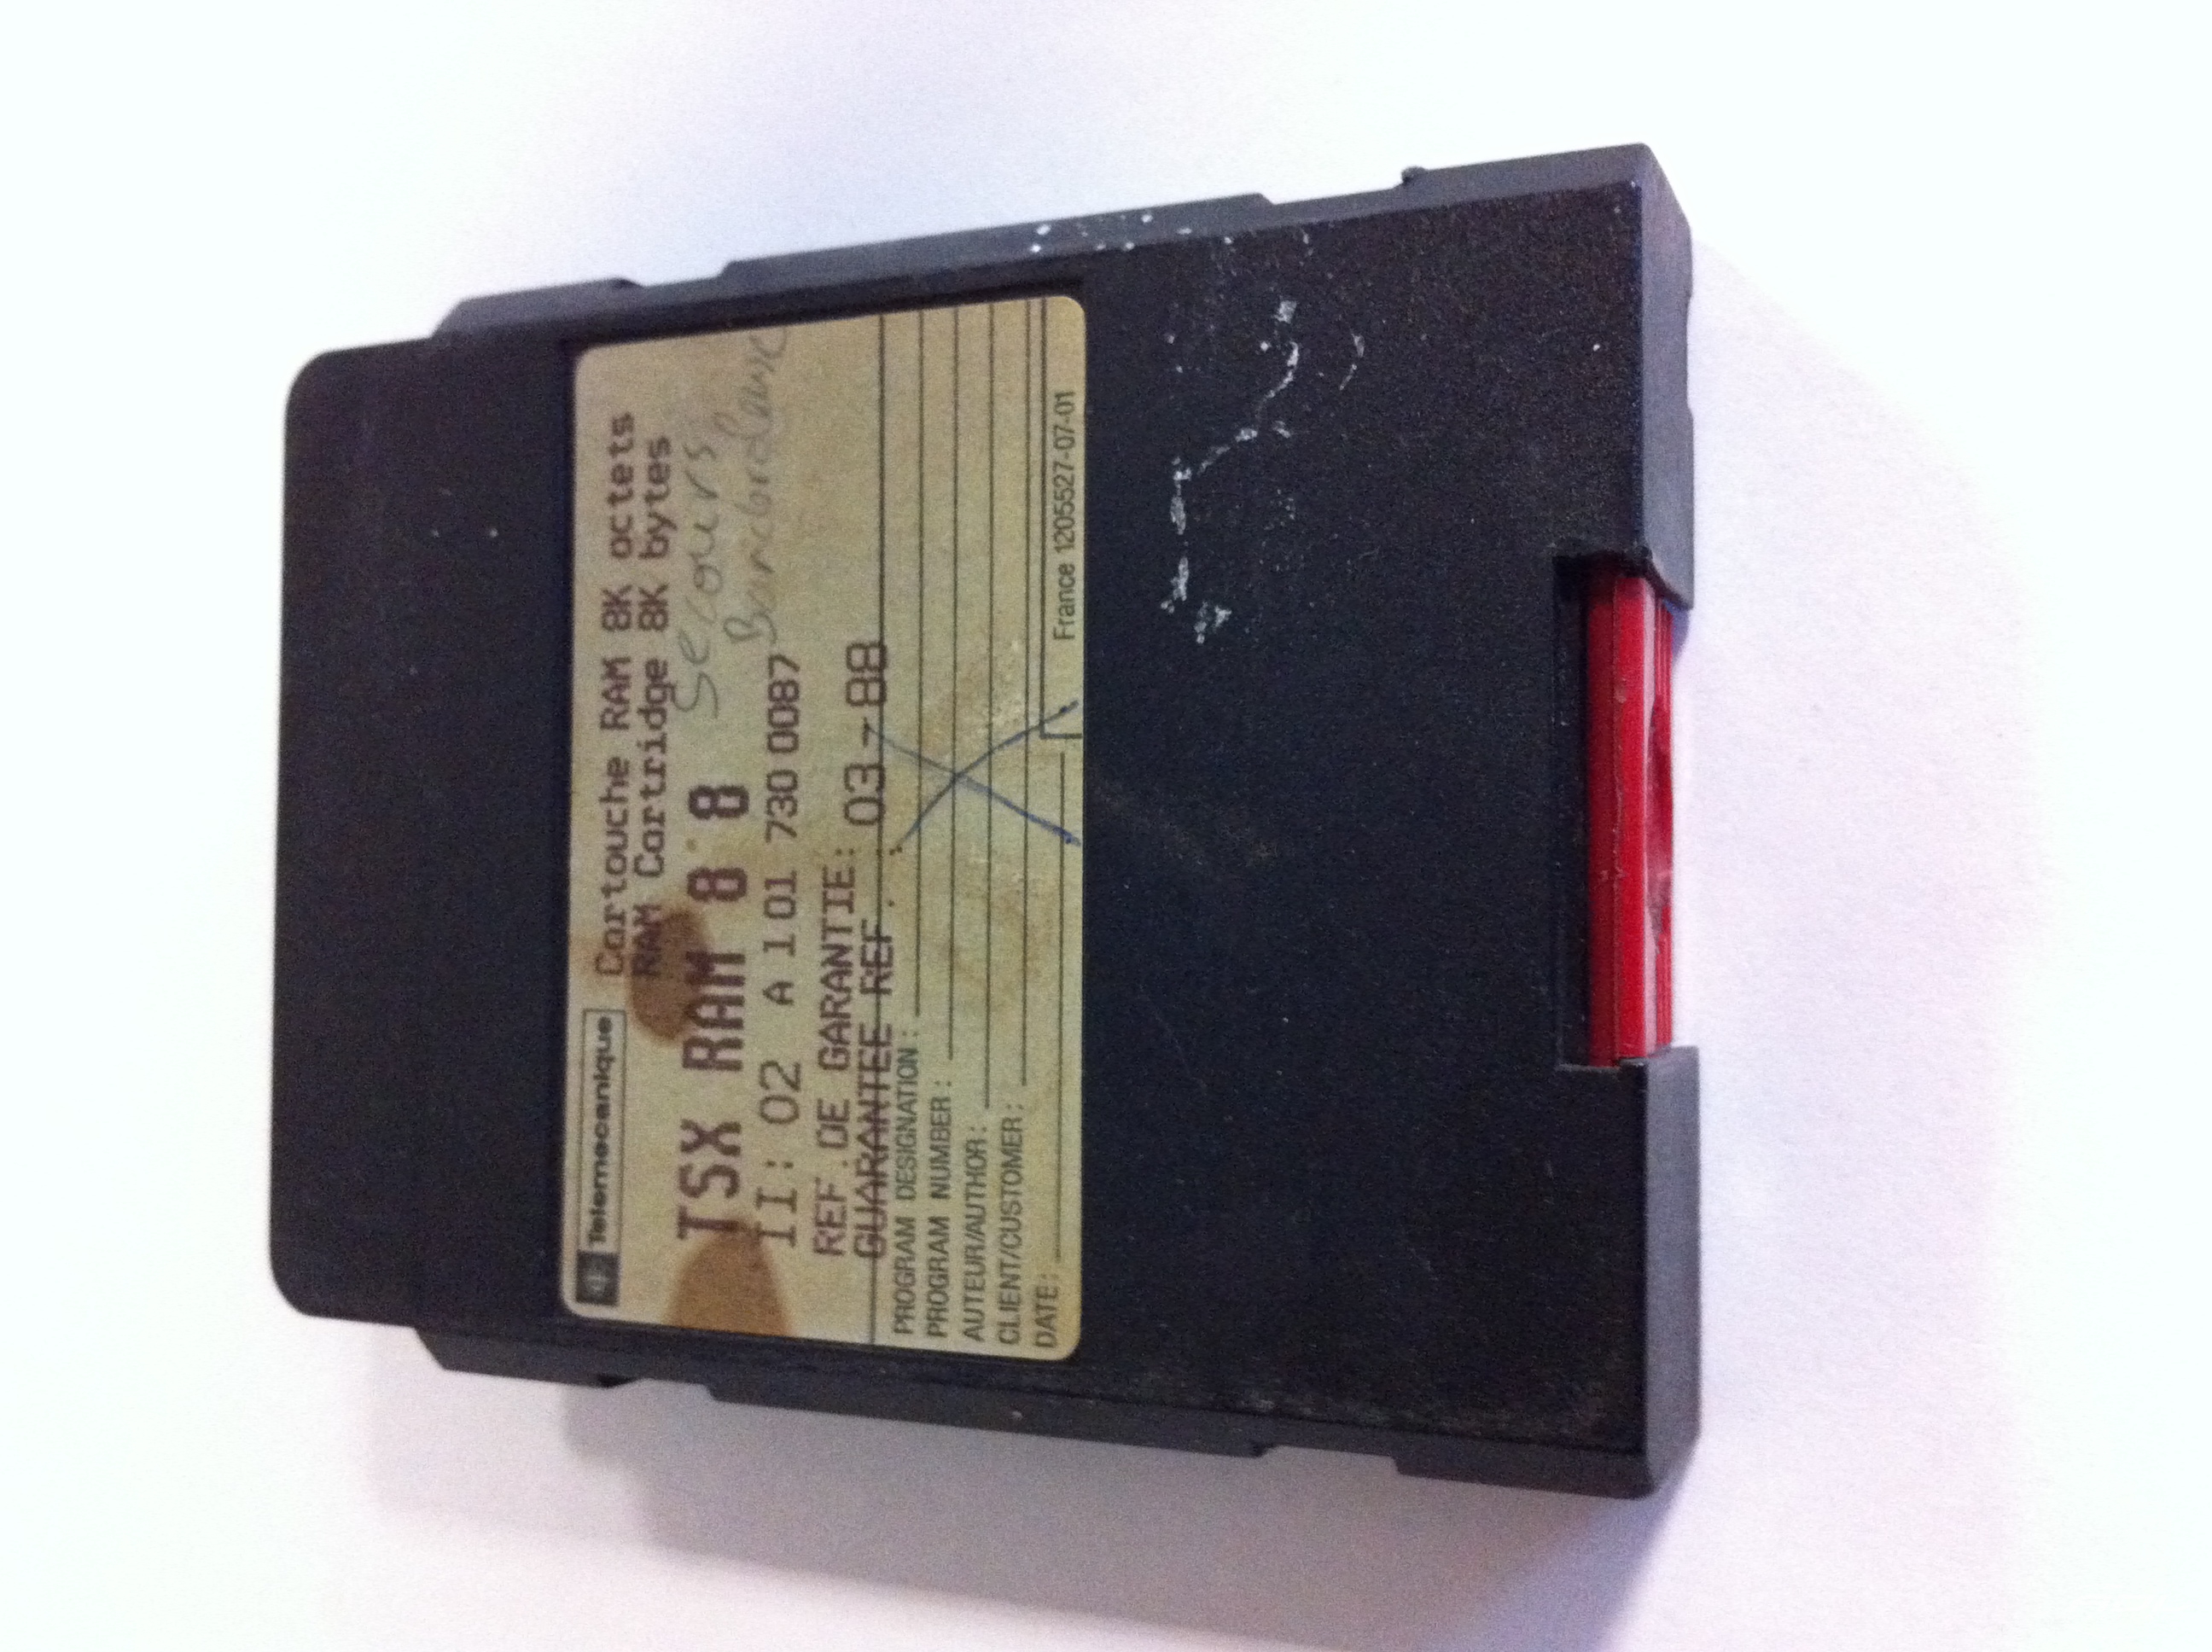 Telemecanique Cartouche RAM 8K octets
RAM Cartridge 8K bytes
TSX RAM 8 8 Secours
II: 02 A 1 01 730 0087
REF. DE GARANTIE: 03-88
GUARANTEE REF. :
PROGRAM DESIGNATION:
PROGRAM NUMBER:
AUTEUR/AUTHOR:
CLIENT/CUSTOMER:
DATE:
France 1205527-07-01